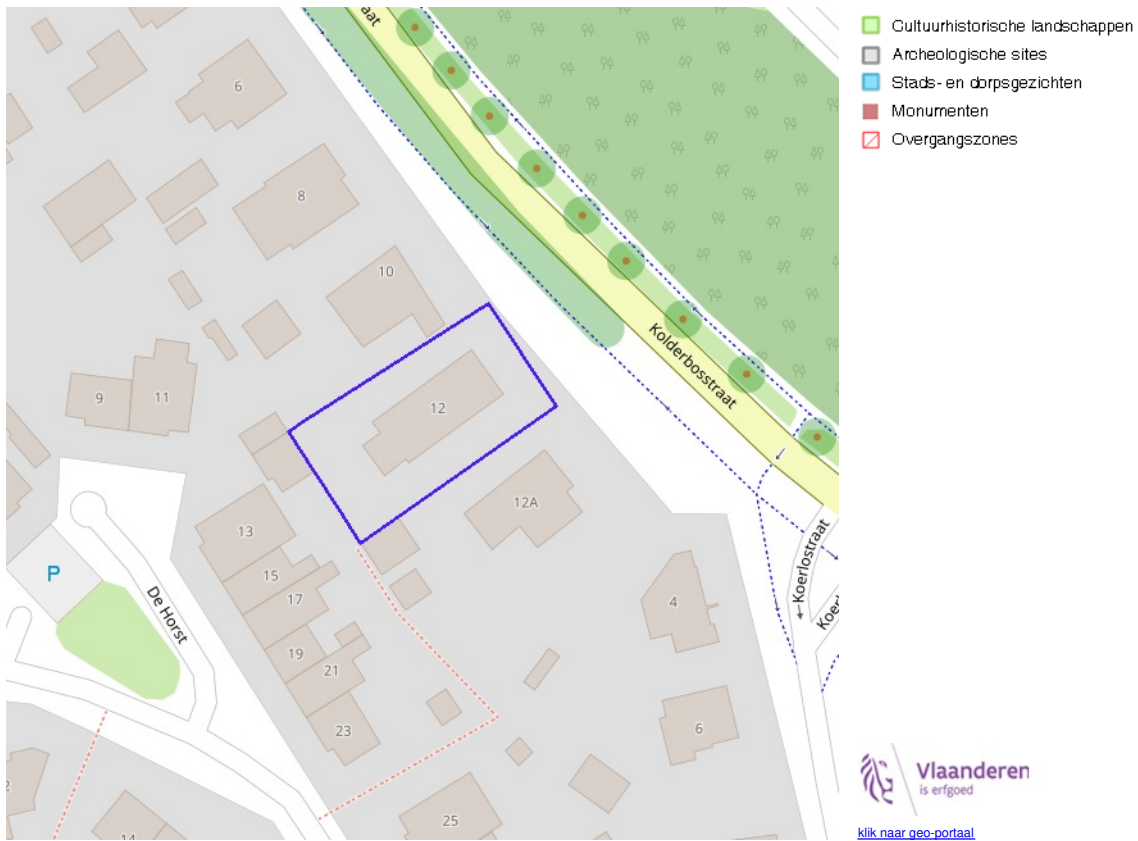 aat
6
8
10
9
11
12
12A
13
15
17
19
21
23
4
6
25
14
2
P
De Horst
Kolderbosstraat
Koerlostraat
Koerl
Cultuurhistorische landschappen
Archeologische sites
Stads- en dorpsgezichten
Monumenten
Overgangszones
Vlaanderen
is erfgoed
klik naar geo-portaal